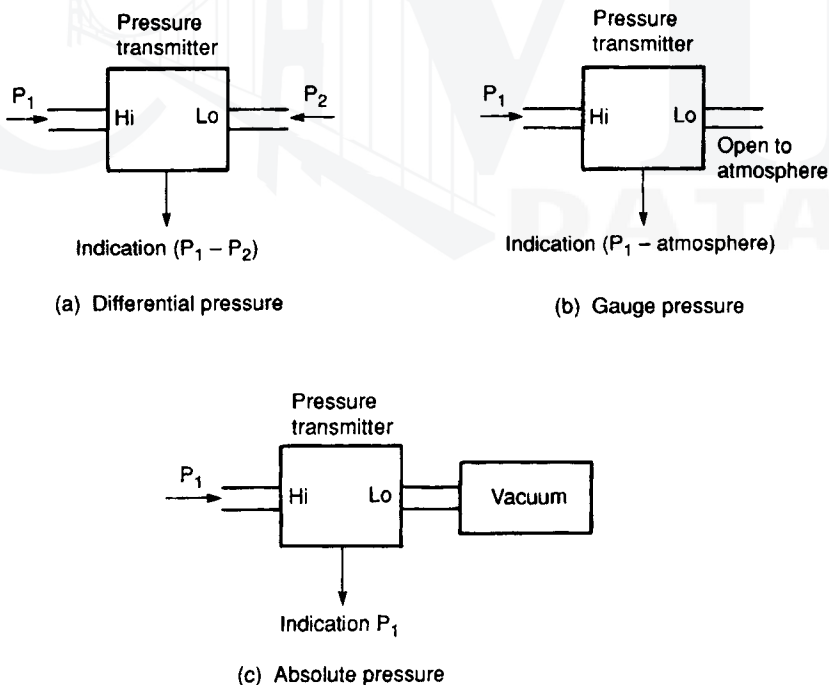 Pressure
transmitter
P₁
Hi
Lo
P₂
Indication (P₁ – P₂)
(a) Differential pressure
Pressure
transmitter
P₁
Hi
Lo
Open to
atmosphere
Indication (P₁ – atmosphere)
(b) Gauge pressure
Pressure
transmitter
P₁
Hi
Lo
Vacuum
Indication P₁
(c) Absolute pressure
DATA